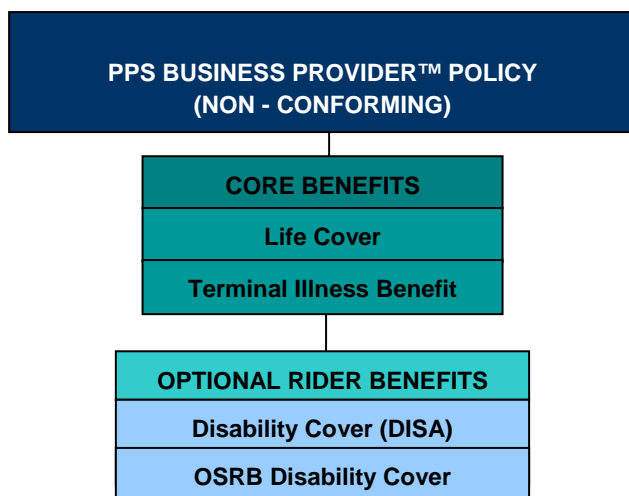 PPS BUSINESS PROVIDER™ POLICY
(NON - CONFORMING)
CORE BENEFITS
Life Cover
Terminal Illness Benefit
OPTIONAL RIDER BENEFITS
Disability Cover (DISA)
OSRB Disability Cover